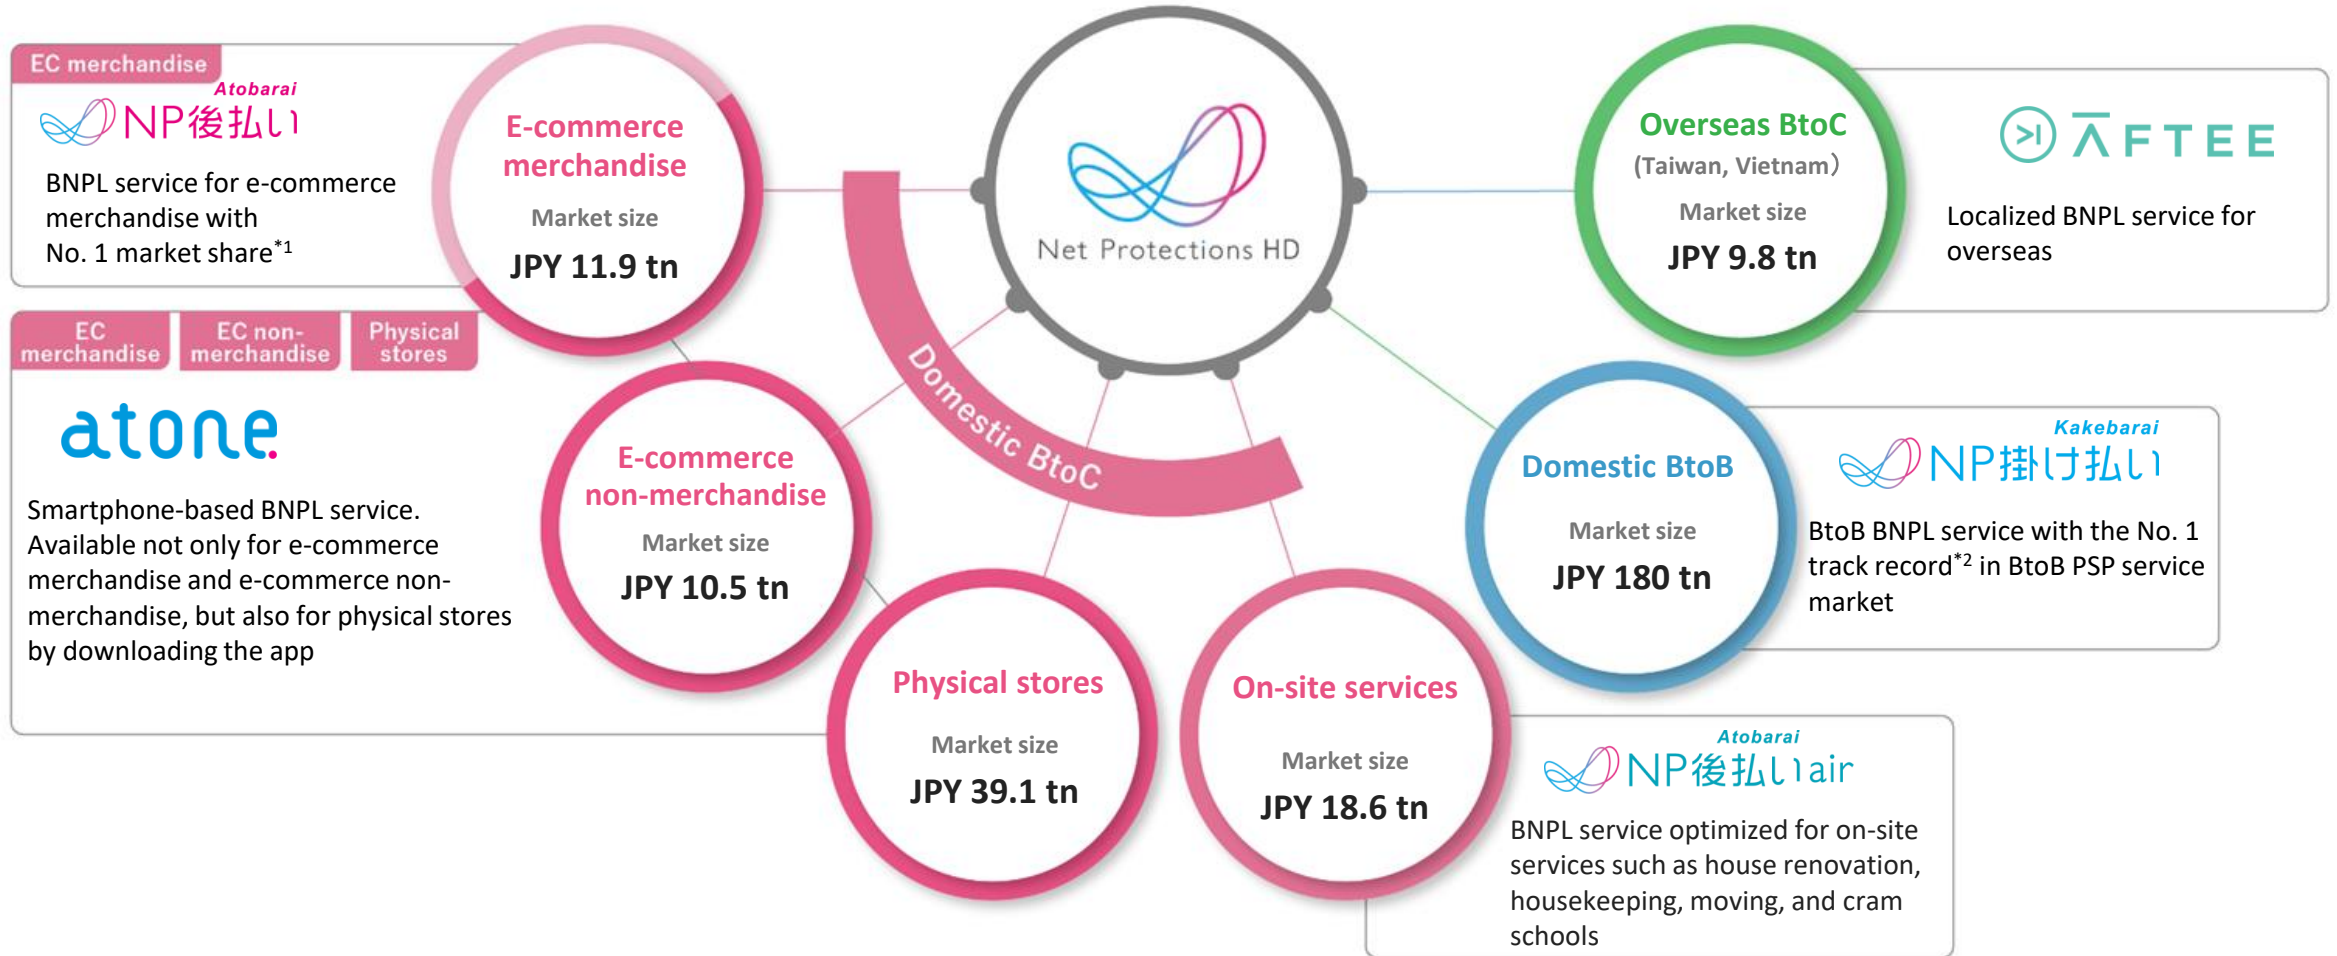 EC merchandise
Atobarai
NP後払い
BNPL service for e-commerce
merchandise with
No. 1 market share*1
E-commerce
merchandise
Market size
JPY 11.9 tn
EC
merchandise
EC non-
merchandise
Physical
stores
atone
Smartphone-based BNPL service.
Available not only for e-commerce
merchandise and e-commerce non-
merchandise, but also for physical stores
by downloading the app
E-commerce
non-merchandise
Market size
JPY 10.5 tn
Physical stores
Market size
JPY 39.1 tn
Domestic BtoC
Net Protections HD
On-site services
Market size
JPY 18.6 tn
Atobarai
NP後払いair
BNPL service optimized for on-site
services such as house renovation,
housekeeping, moving, and cram
schools
Overseas BtoC
(Taiwan, Vietnam）
Market size
JPY 9.8 tn
AFTEE
Localized BNPL service for
overseas
Domestic BtoB
Market size
JPY 180 tn
Kakebarai
NP掛け払い
BtoB BNPL service with the No. 1
track record*2 in BtoB PSP service
market